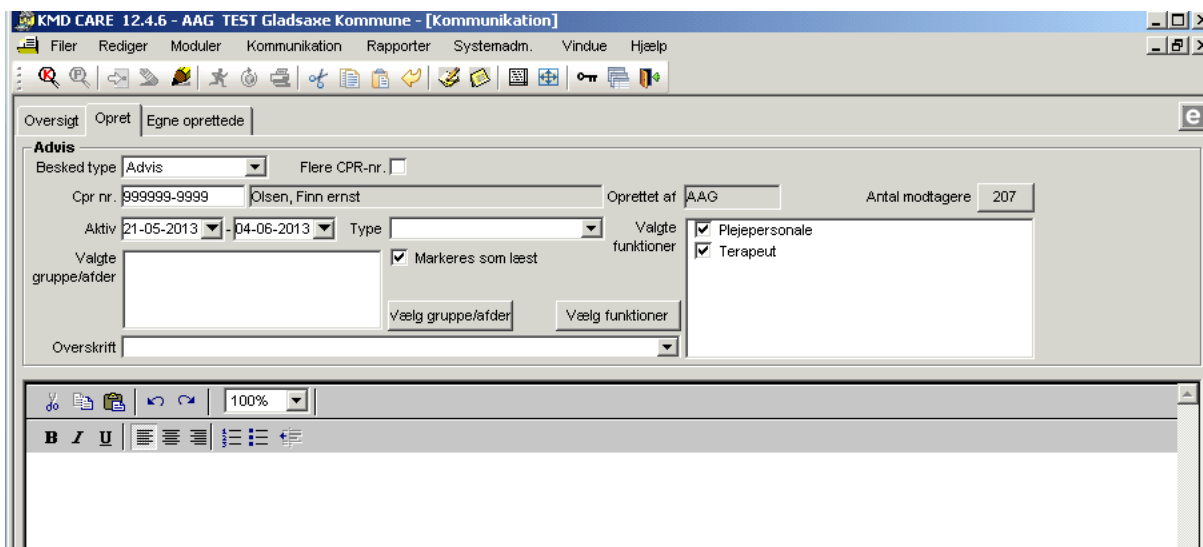 KMD CARE 12.4.6 - AAG TEST Gladsaxe Kommune - [Kommunikation]
Filer Rediger Moduler Kommunikation Rapporter Systemadm. Vindue Hjælp
Oversigt Opret Egne oprettede
Advis
Besked type Advis Flere CPR-nr.
Cpr nr. 999999-9999 Olsen, Finn ernst Oprettet af AAG Antal modtagere 207
Aktiv 21-05-2013 - 04-06-2013 Type Valgte funktioner Plejepersonale
Valgte gruppe/afder Markeres som læst Terapeut
Vælg gruppe/afder Vælg funktioner
Overskrift
100%
B I U